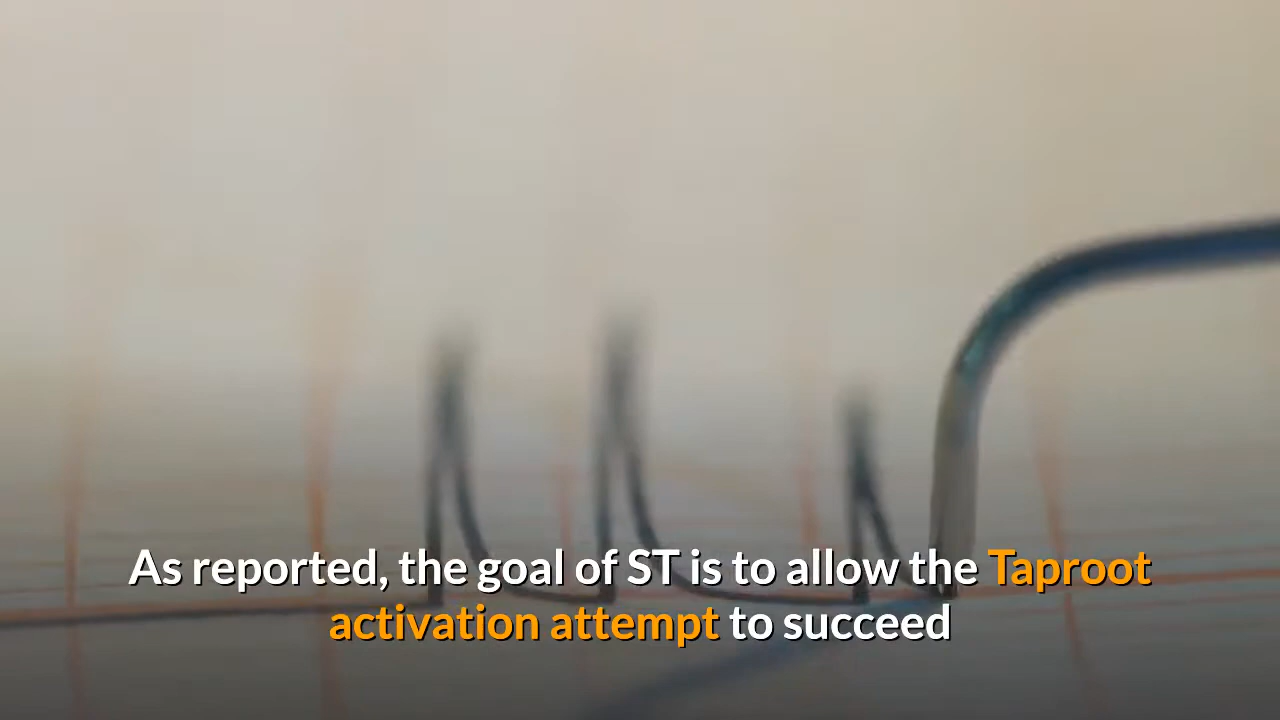 As reported, the goal of ST is to allow the Taproot
activation attempt to succeed